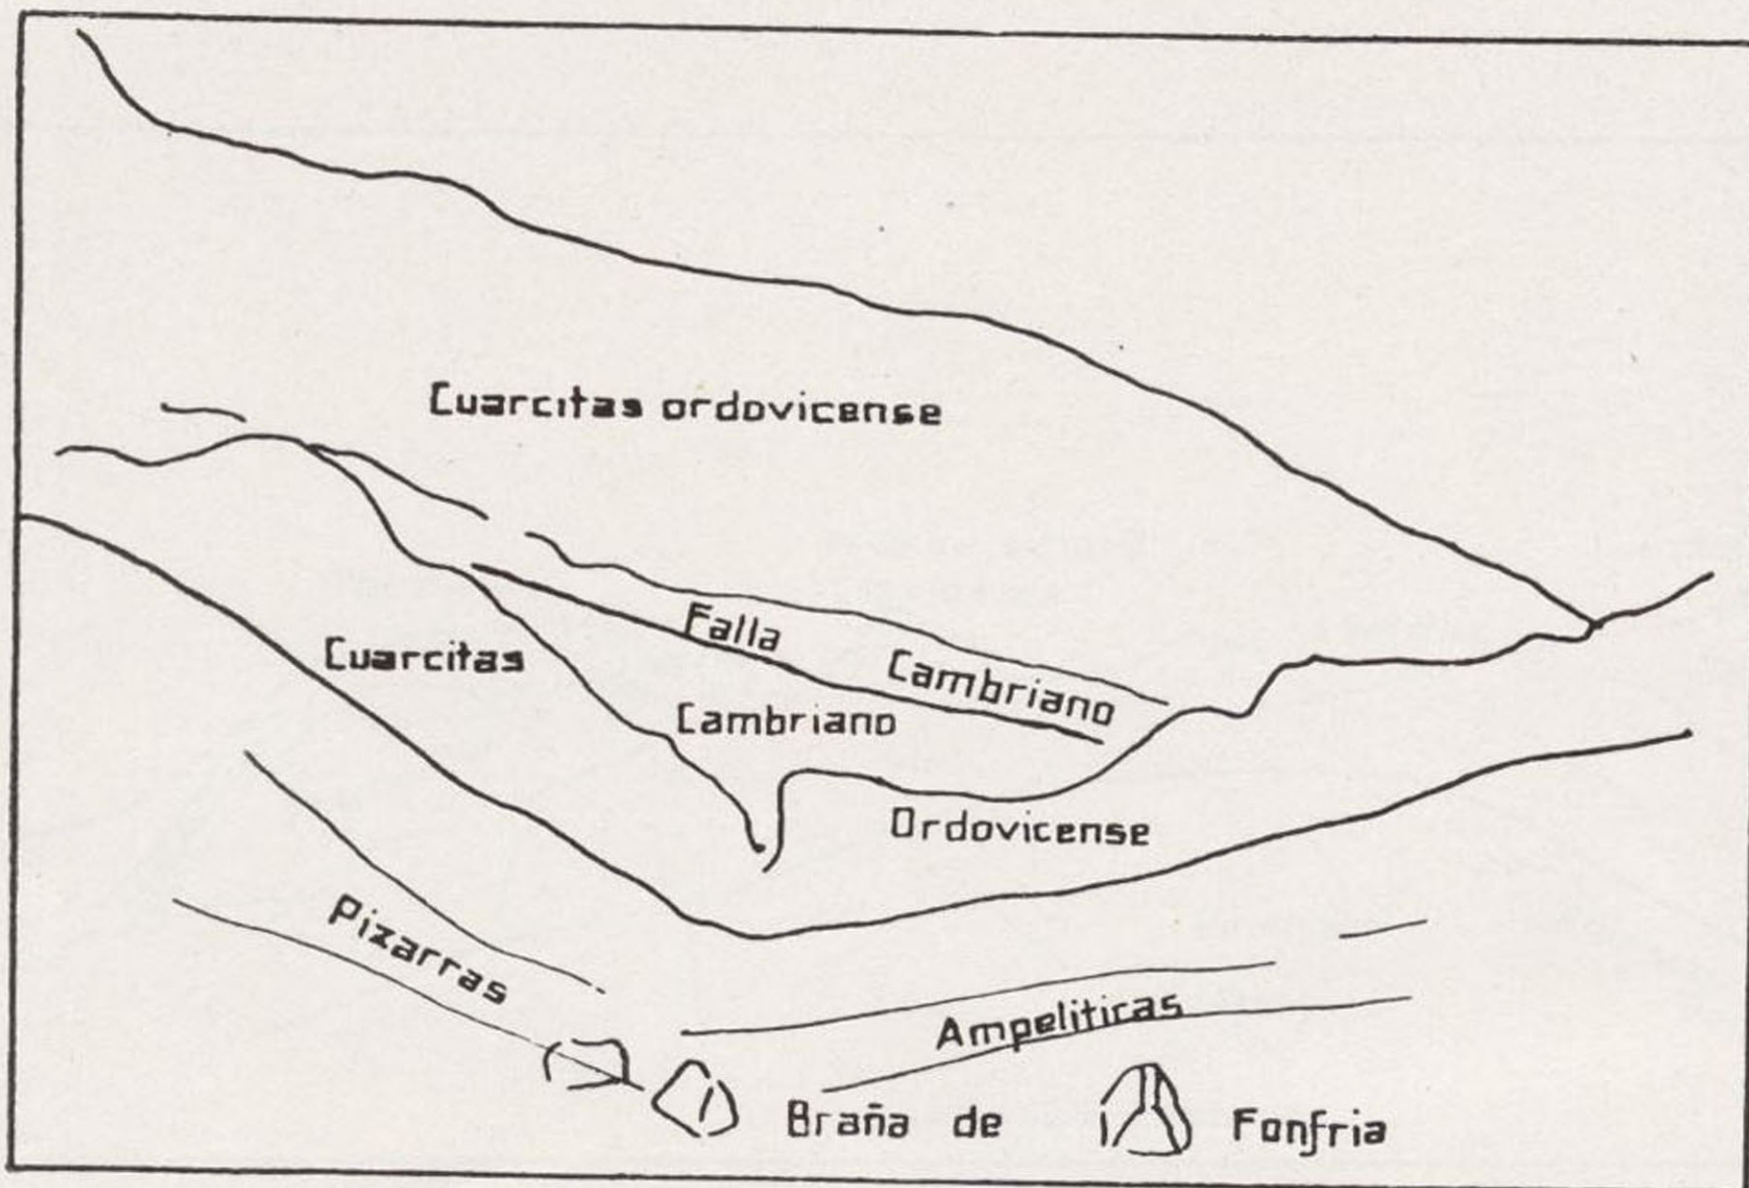 Cuarcitas ordovicense
Falla
Cuarcitas
Cambriano
Cambriano
Ordovicense
Pizarras
Ampeliticas
Braña de Fonfria